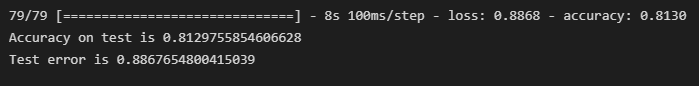 79/79 [==============================] - 8s 100ms/step - loss: 0.8868 - accuracy: 0.8130
Accuracy on test is 0.8129755854606628
Test error is 0.8867654800415039